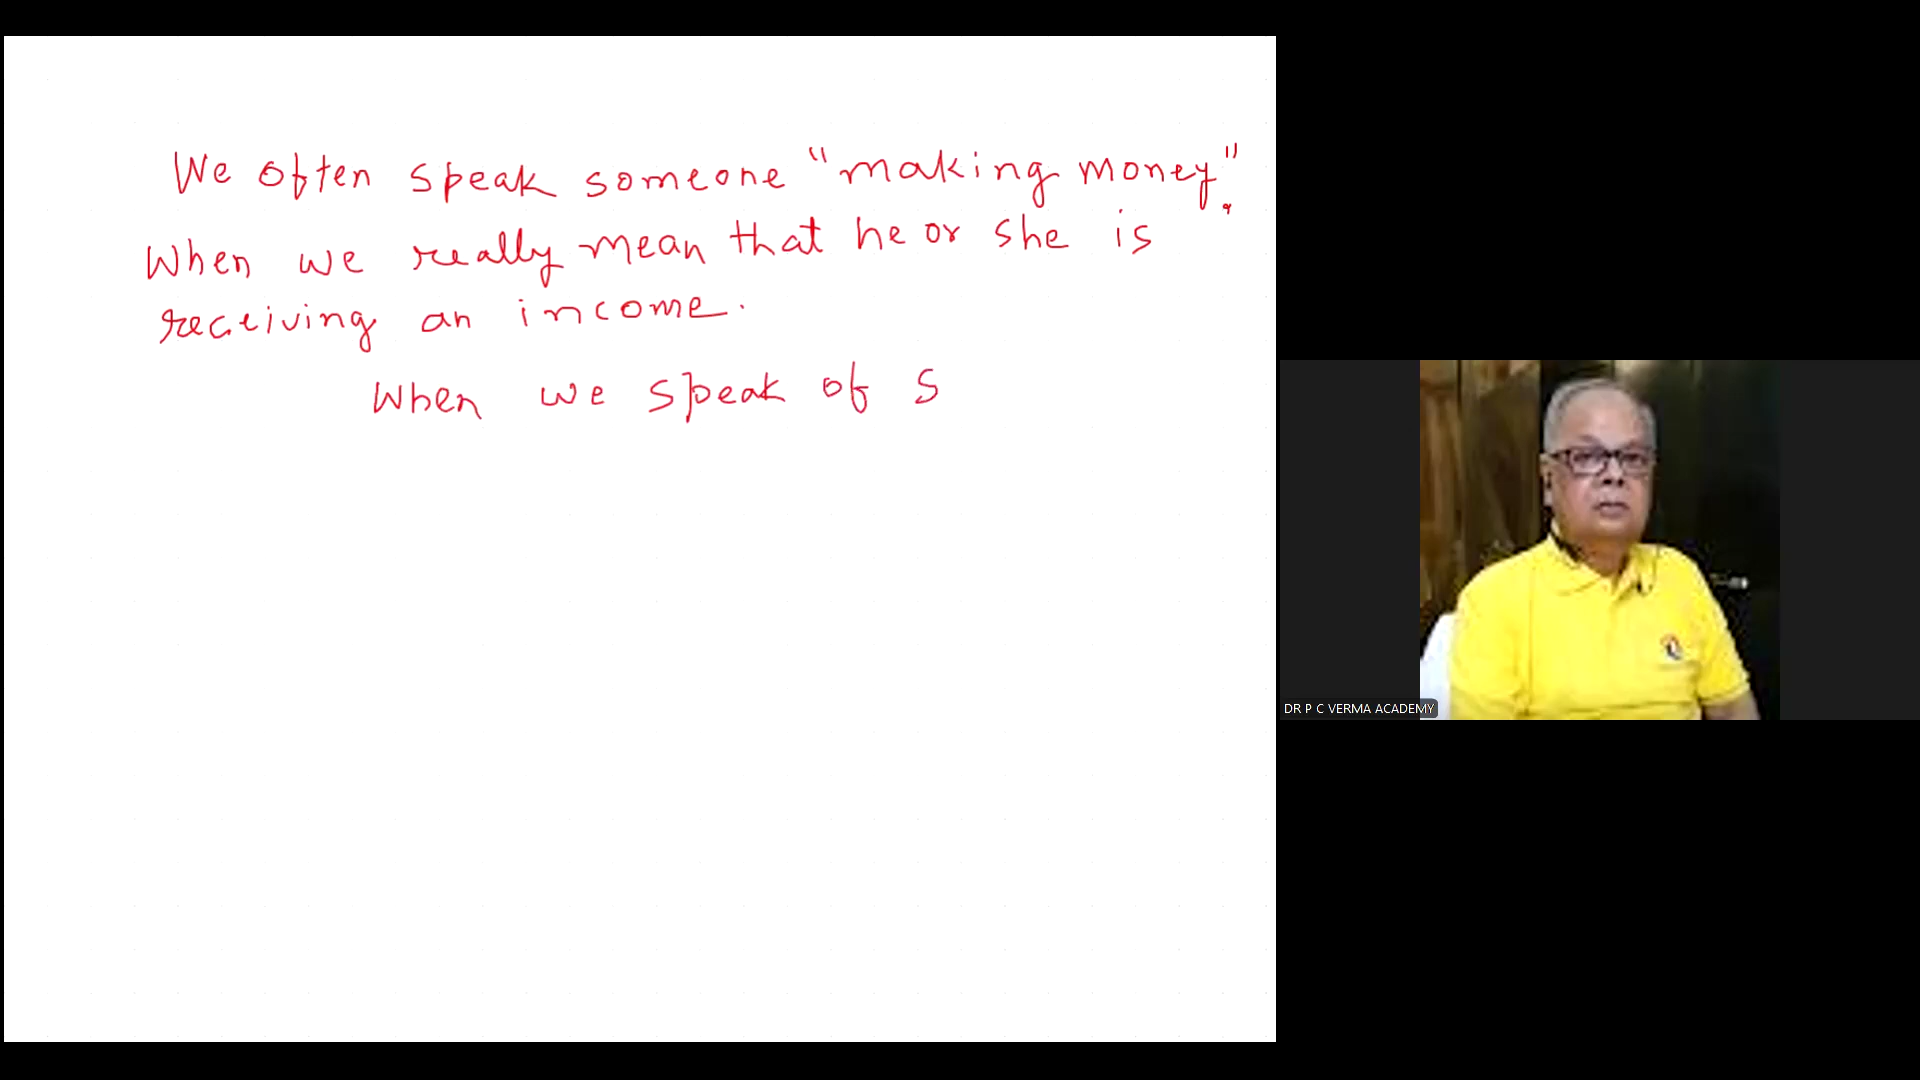 We often speak someone "making money".
When we really mean that he or she is
receiving an income.
When we speak of s
DR P C VERMA ACADEMY